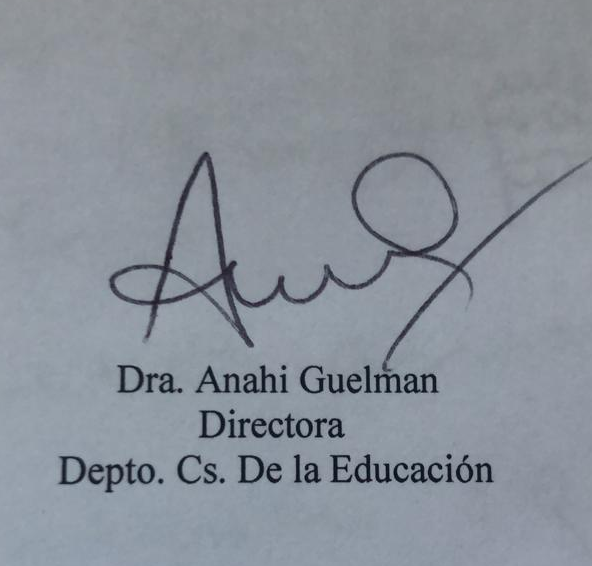 Dra. Anahi Guelman
Directora
Depto. Cs. De la Educación